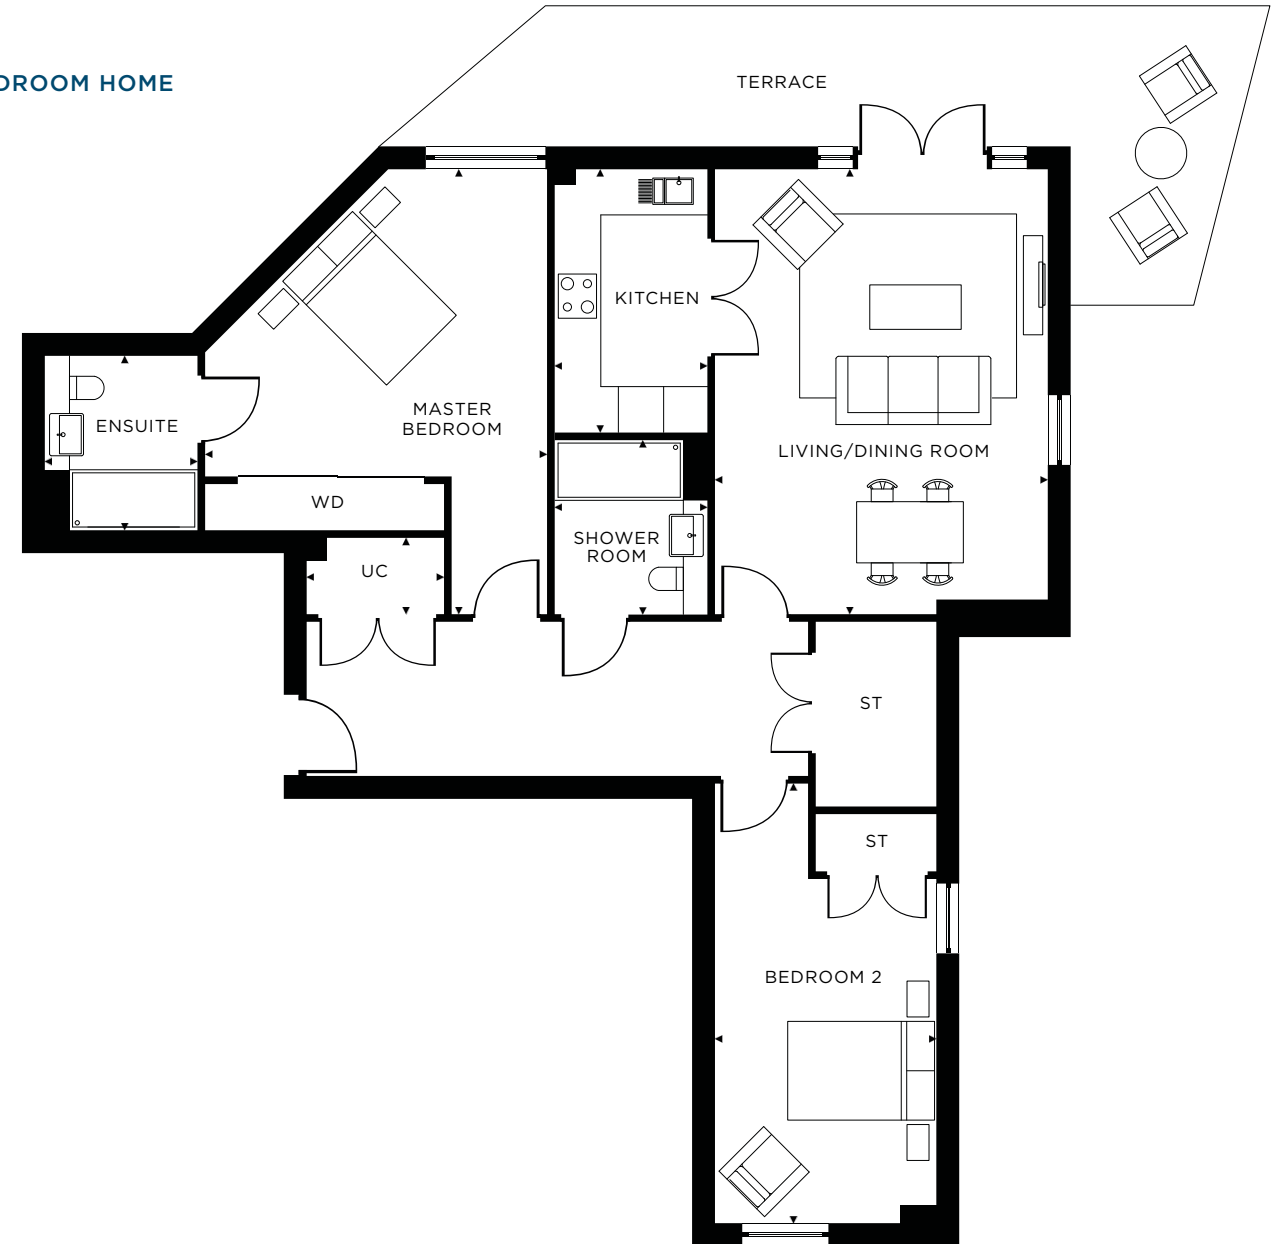 DROOM HOME
TERRACE
KITCHEN
MASTER
BEDROOM
ENSUITE
LIVING/DINING ROOM
WD
SHOWER
ROOM
UC
ST
ST
BEDROOM 2